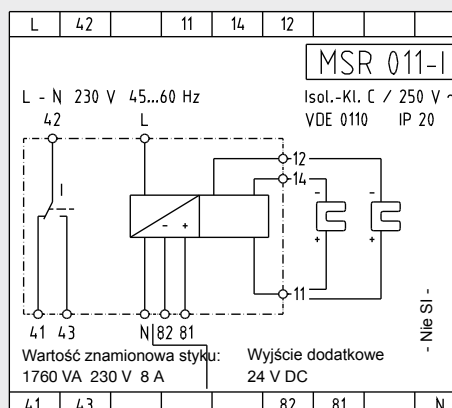 L 42 11 14 12
MSR 011-I
L - N 230 V 45...60 Hz
Isol.-Kl. C / 250 V ~
VDE 0110 IP 20
42 L
12
14
I
- -
- +
+ +
11
41 43 N 82 81
- Nie SI -
Wartość znamionowa styku:
1760 VA 230 V 8 A
Wyjście dodatkowe
24 V DC
41 43 82 81 N